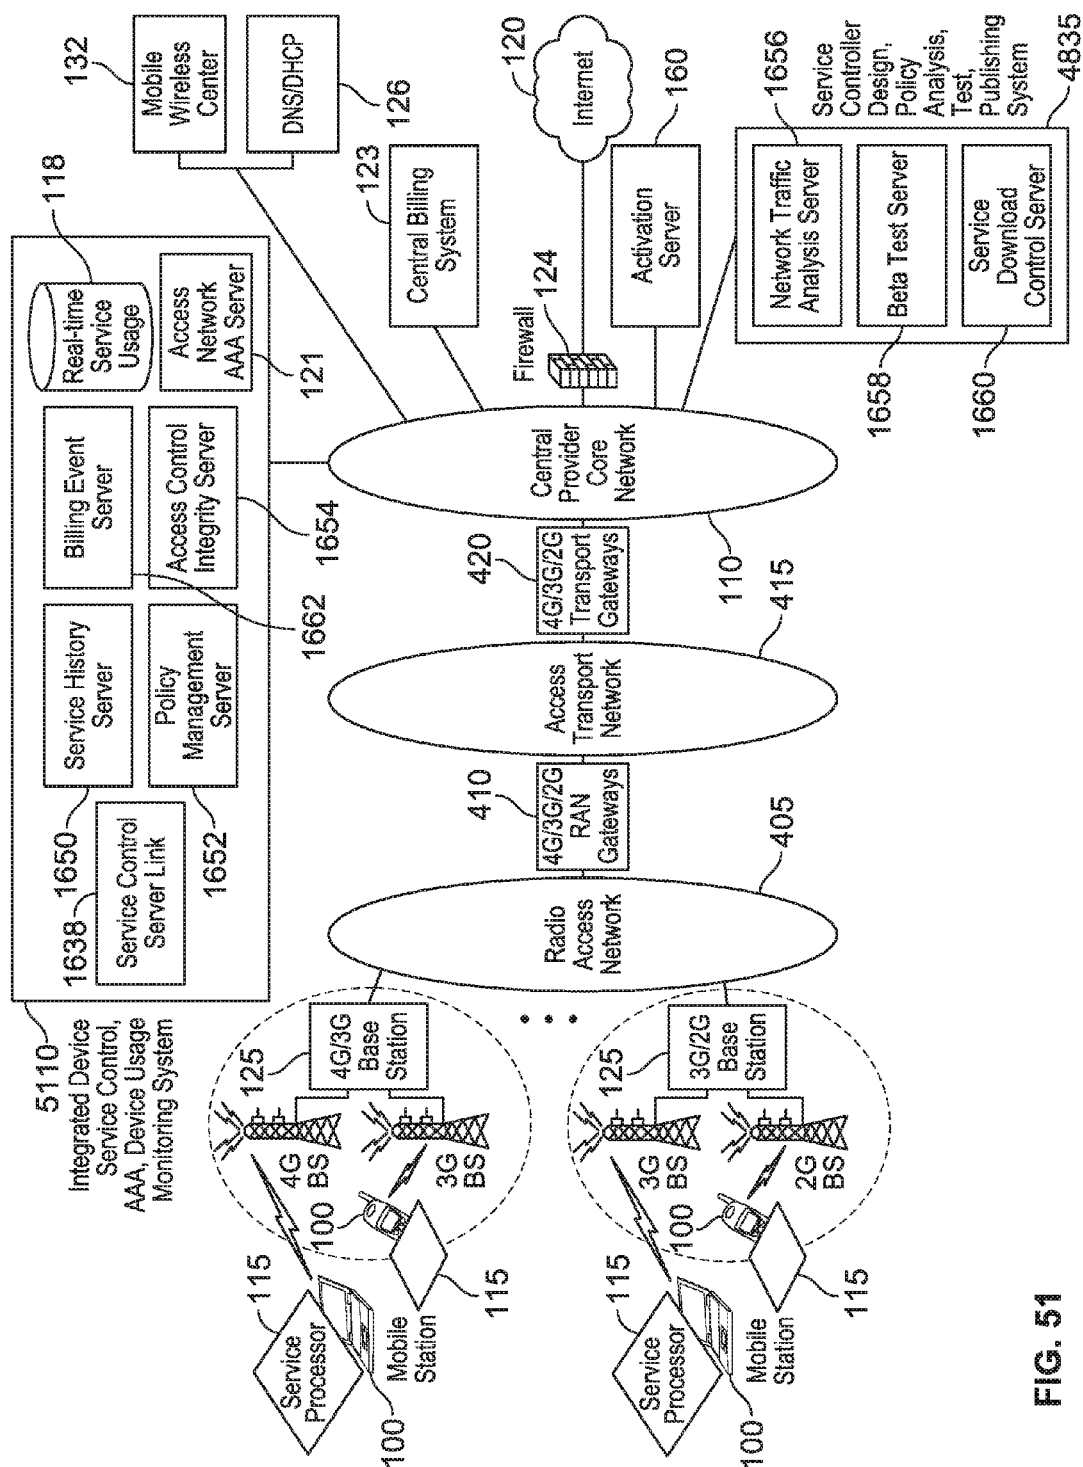 5110
Integrated Device
Service Control,
AAA, Device Usage
Monitoring System
1638
Service Control
Server Link
1650
Service History
Server
1652
Policy
Management
Server
1662
Billing Event
Server
1654
Access Control
Integrity Server
118
Real-time
Service
Usage
121
Access
Network
AAA Server
132
Mobile
Wireless
Center
DNS/DHCP
126
115
Service
Processor
100
Mobile
Station
100
115
4G
BS
3G
BS
125
4G/3G
Base
Station
115
Service
Processor
100
Mobile
Station
100
115
3G
BS
2G
BS
125
3G/2G
Base
Station
Radio
Access
Network
405
410
4G/3G/2G
RAN
Gateways
Access
Transport
Network
415
420
4G/3G/2G
Transport
Gateways
Central
Provider
Core
Network
110
123
Central Billing
System
Firewall
124
120
Internet
160
Activation
Server
1656
Network Traffic
Analysis Server
1658
Beta Test Server
1660
Service
Download
Control Server
Service
Controller
Design,
Policy
Analysis,
Test,
Publishing
System
4835
FIG. 51